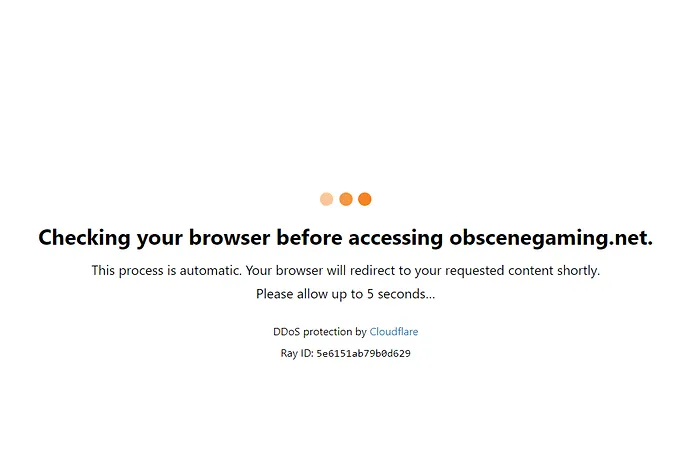 Checking your browser before accessing obscenegaming.net.
This process is automatic. Your browser will redirect to your requested content shortly.
Please allow up to 5 seconds...
DDoS protection by Cloudflare
Ray ID: 5e6151ab79b0d629